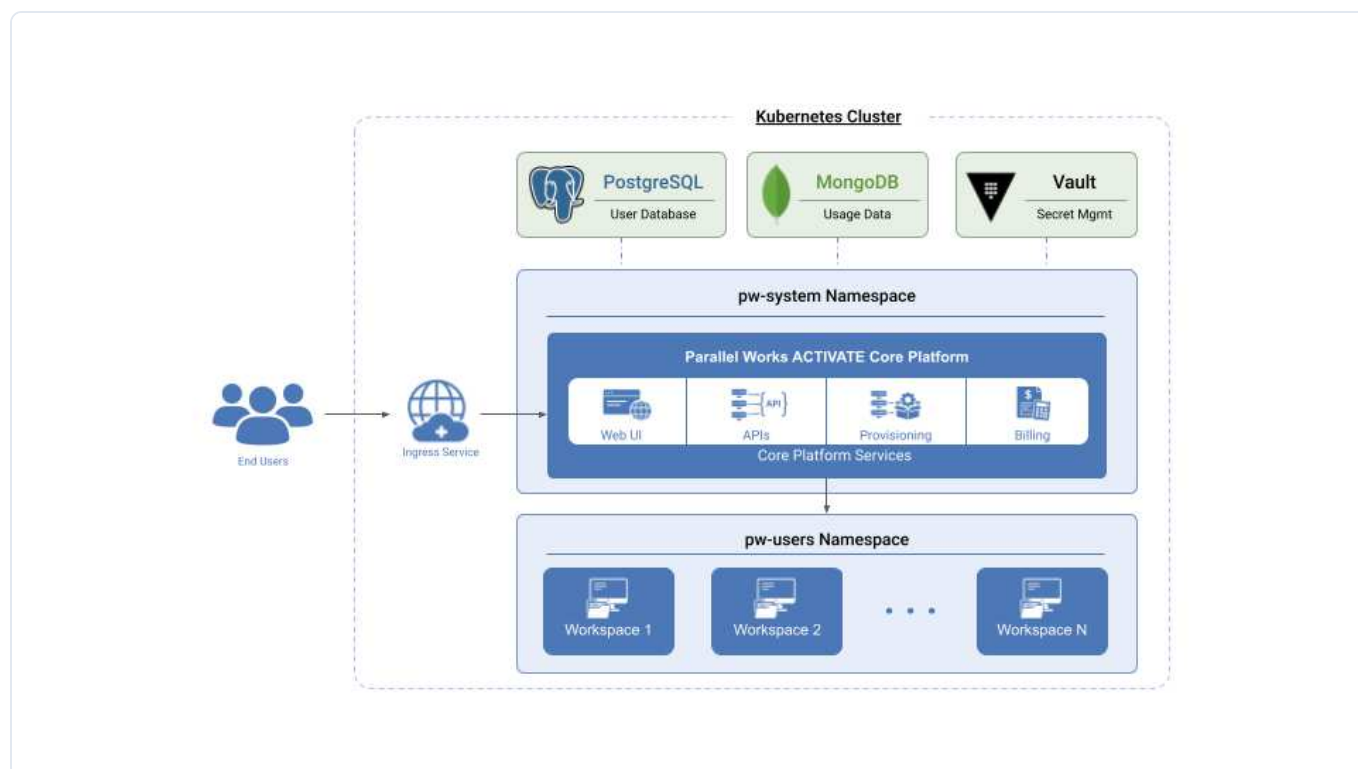 Kubernetes Cluster
PostgreSQL
User Database
MongoDB
Usage Data
Vault
Secret Mgmt
pw-system Namespace
Parallel Works ACTIVATE Core Platform
Web UI
{API}
APIs
Provisioning
$
Billing
Core Platform Services
End Users
Ingress Service
pw-users Namespace
Workspace 1
Workspace 2
Workspace N